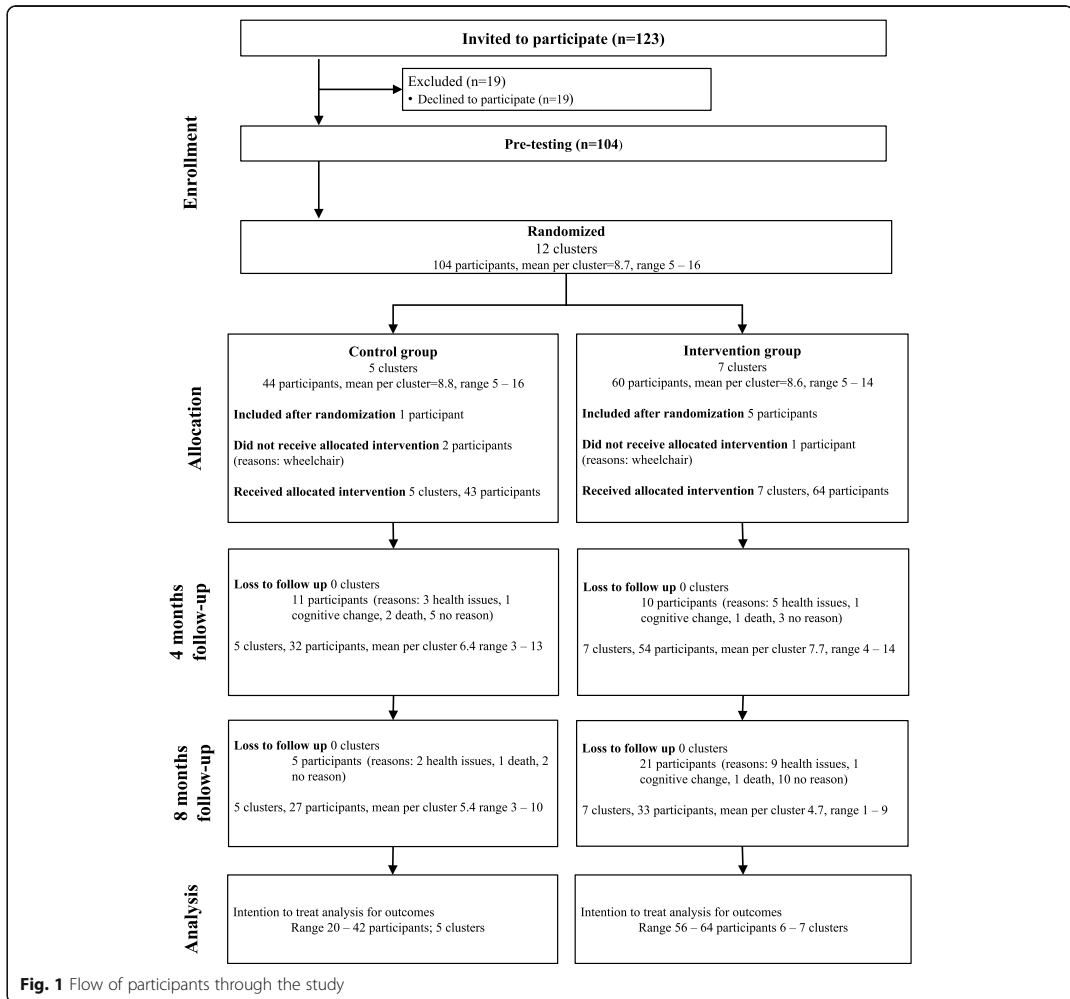 Invited to participate (n=123)
Excluded (n=19)
• Declined to participate (n=19)
Enrollment
Pre-testing (n=104)
Randomized
12 clusters
104 participants, mean per cluster=8.7, range 5 – 16
Allocation
Control group
5 clusters
44 participants, mean per cluster=8.8, range 5 – 16
Included after randomization 1 participant
Did not receive allocated intervention 2 participants
(reasons: wheelchair)
Received allocated intervention 5 clusters, 43 participants
Intervention group
7 clusters
60 participants, mean per cluster=8.6, range 5 – 14
Included after randomization 5 participants
Did not receive allocated intervention 1 participant
(reasons: wheelchair)
Received allocated intervention 7 clusters, 64 participants
4 months
follow-up
Loss to follow up 0 clusters
11 participants (reasons: 3 health issues, 1
cognitive change, 2 death, 5 no reason)
5 clusters, 32 participants, mean per cluster 6.4 range 3 – 13
Loss to follow up 0 clusters
10 participants (reasons: 5 health issues, 1
cognitive change, 1 death, 3 no reason)
7 clusters, 54 participants, mean per cluster 7.7, range 4 – 14
8 months
follow-up
Loss to follow up 0 clusters
5 participants (reasons: 2 health issues, 1 death, 2
no reason)
5 clusters, 27 participants, mean per cluster 5.4 range 3 – 10
Loss to follow up 0 clusters
21 participants (reasons: 9 health issues, 1
cognitive change, 1 death, 10 no reason)
7 clusters, 33 participants, mean per cluster 4.7, range 1 – 9
Analysis
Intention to treat analysis for outcomes
Range 20 – 42 participants; 5 clusters
Intention to treat analysis for outcomes
Range 56 – 64 participants 6 – 7 clusters
Fig. 1 Flow of participants through the study